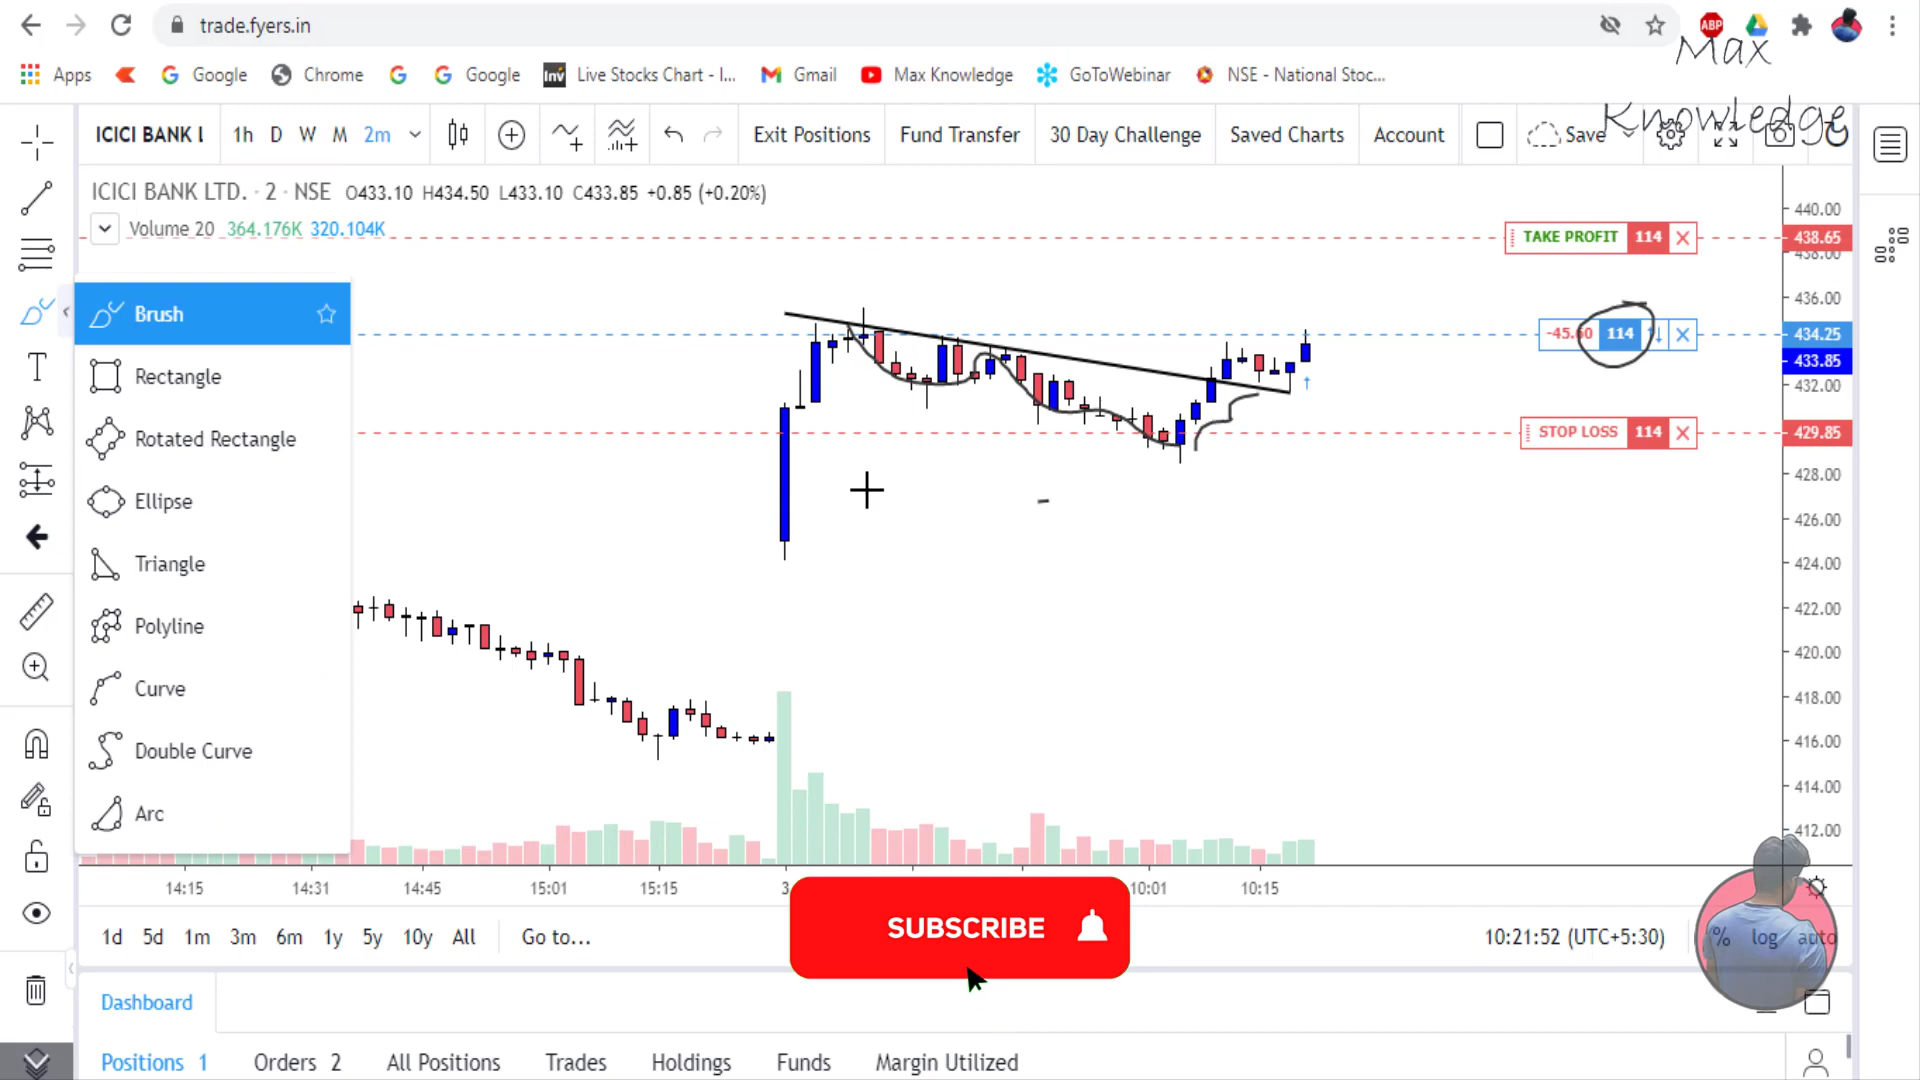 trade.fyers.in
ABP
Max
Apps
Google
Chrome
Google
Inv Live Stocks Chart - I...
Gmail
Max Knowledge
GoToWebinar
NSE - National Stoc...
Knowledge
ICICI BANK L
1h D W M 2m
Exit Positions
Fund Transfer
30 Day Challenge
Saved Charts
Account
Save
ICICI BANK LTD. · 2 · NSE O433.10 H434.50 L433.10 C433.85 +0.85 (+0.20%)
Volume 20 364.176K 320.104K
440.00
TAKE PROFIT 114 438.65
438.00
436.00
-45.60 114 434.25
433.85
432.00
STOP LOSS 114 429.85
428.00
426.00
424.00
422.00
420.00
418.00
416.00
414.00
412.00
Brush
Rectangle
Rotated Rectangle
Ellipse
Triangle
Polyline
Curve
Double Curve
Arc
14:15 14:31 14:45 15:01 15:15 3 10:01 10:15
SUBSCRIBE
1d 5d 1m 3m 6m 1y 5y 10y All Go to...
10:21:52 (UTC+5:30) % log auto
Dashboard
Positions 1 Orders 2 All Positions Trades Holdings Funds Margin Utilized